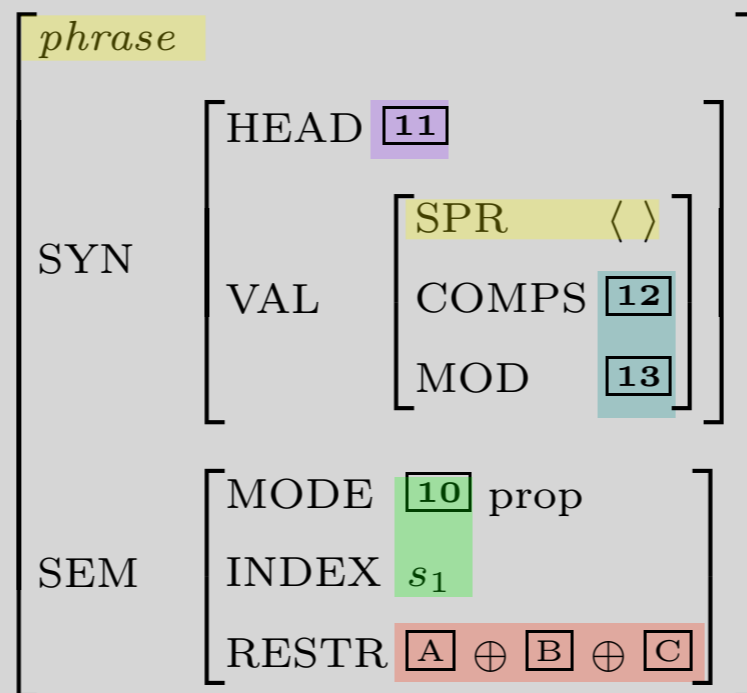 phrase
HEAD 11
SPR ⟨ ⟩
SYN
VAL
COMPS 12
MOD 13
MODE 10 prop
SEM
INDEX s₁
RESTR A ⊕ B ⊕ C